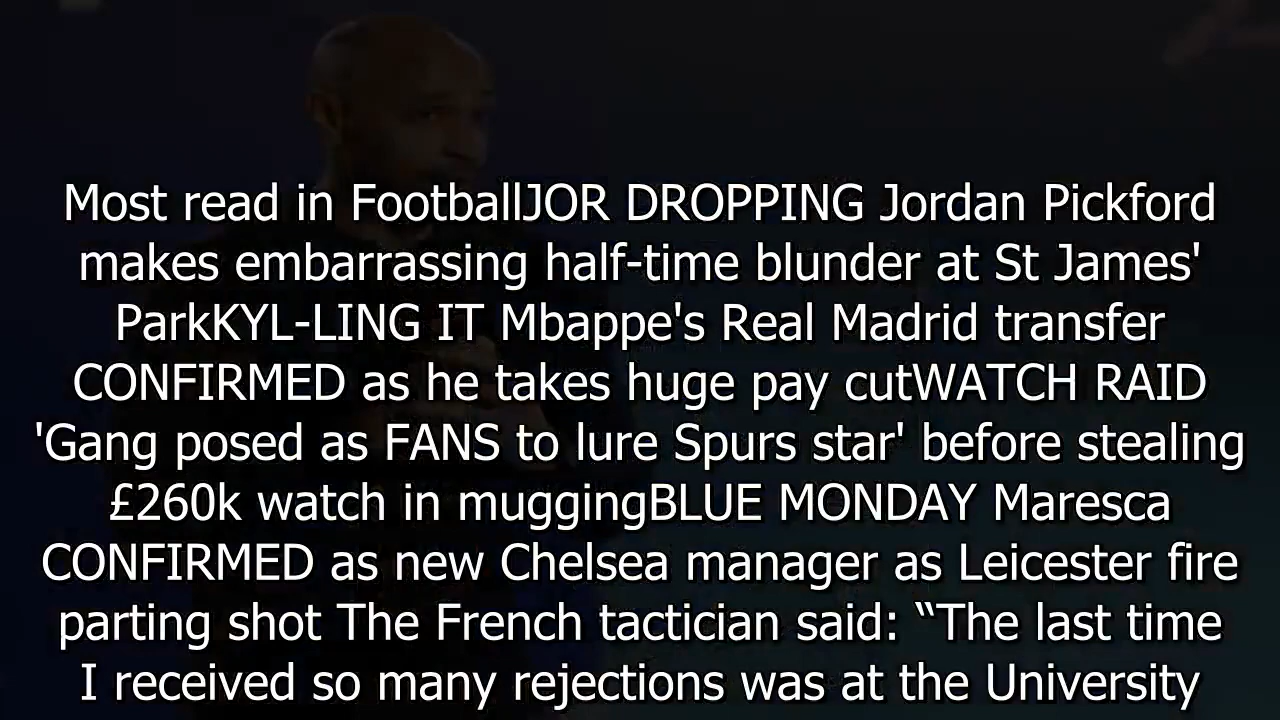 Most read in FootballJOR DROPPING Jordan Pickford
makes embarrassing half-time blunder at St James'
ParkKYL-LING IT Mbappe's Real Madrid transfer
CONFIRMED as he takes huge pay cutWATCH RAID
'Gang posed as FANS to lure Spurs star' before stealing
£260k watch in muggingBLUE MONDAY Maresca
CONFIRMED as new Chelsea manager as Leicester fire
parting shot The French tactician said: “The last time
I received so many rejections was at the University